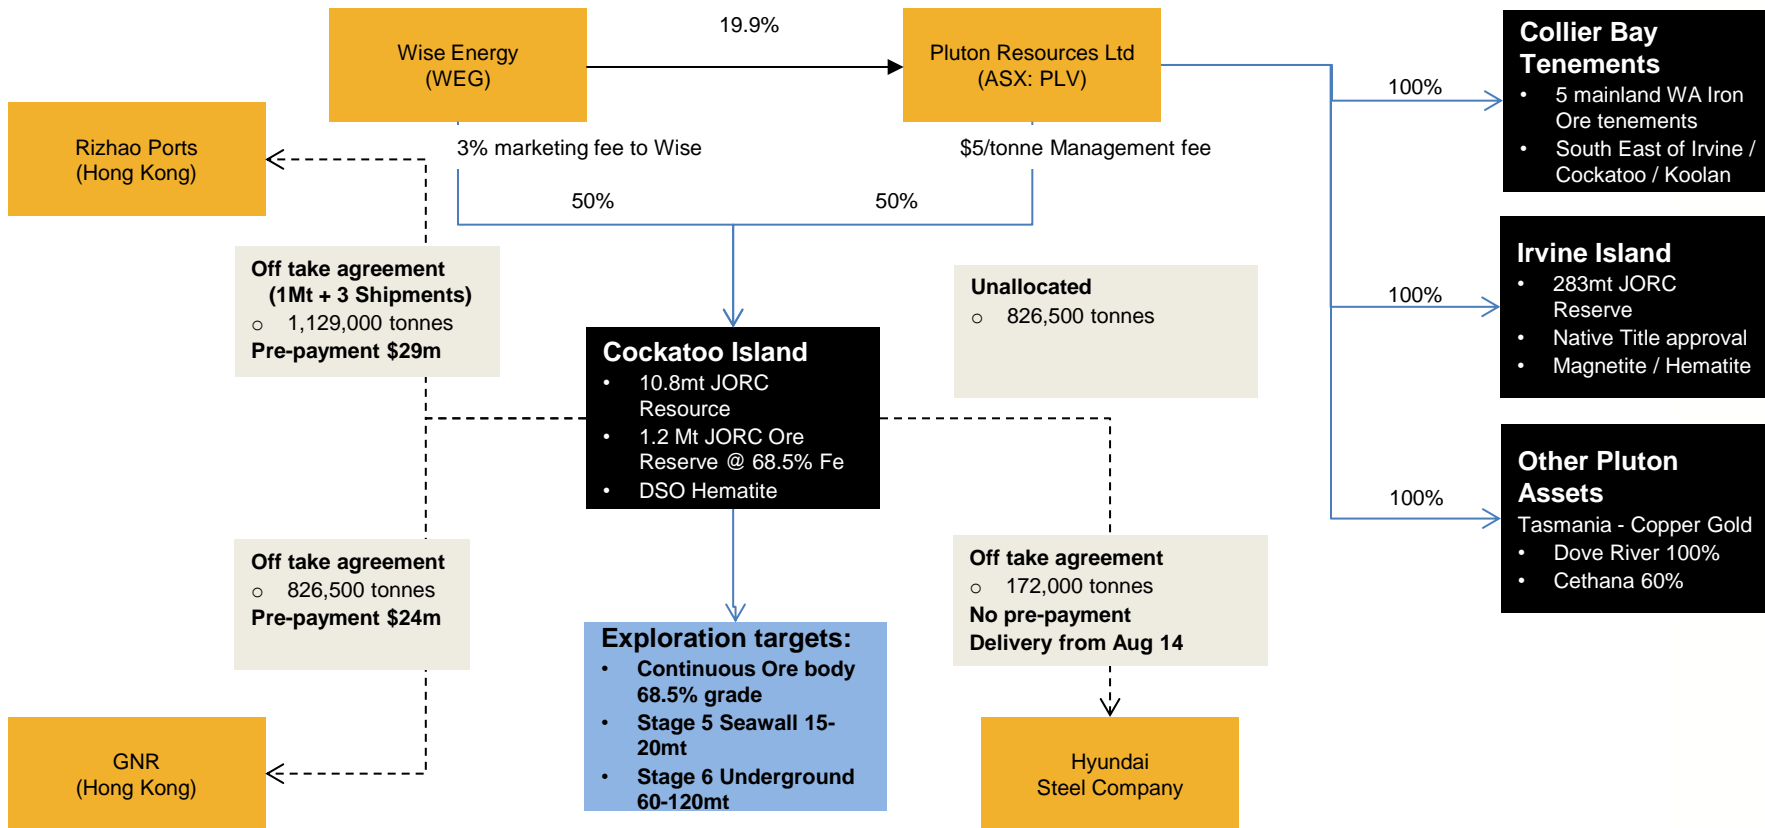 Wise Energy
(WEG)
19.9%
Pluton Resources Ltd
(ASX: PLV)
Collier Bay
Tenements
• 5 mainland WA Iron
Ore tenements
• South East of Irvine /
Cockatoo / Koolan
100%
Rizhao Ports
(Hong Kong)
3% marketing fee to Wise
$5/tonne Management fee
50%
50%
Off take agreement
(1Mt + 3 Shipments)
o 1,129,000 tonnes
Pre-payment $29m
Unallocated
o 826,500 tonnes
100%
Irvine Island
• 283mt JORC
Reserve
• Native Title approval
• Magnetite / Hematite
Cockatoo Island
• 10.8mt JORC
Resource
• 1.2 Mt JORC Ore
Reserve @ 68.5% Fe
• DSO Hematite
100%
Other Pluton
Assets
Tasmania - Copper Gold
• Dove River 100%
• Cethana 60%
Off take agreement
o 826,500 tonnes
Pre-payment $24m
Off take agreement
o 172,000 tonnes
No pre-payment
Delivery from Aug 14
Exploration targets:
• Continuous Ore body
68.5% grade
• Stage 5 Seawall 15-
20mt
• Stage 6 Underground
60-120mt
GNR
(Hong Kong)
Hyundai
Steel Company